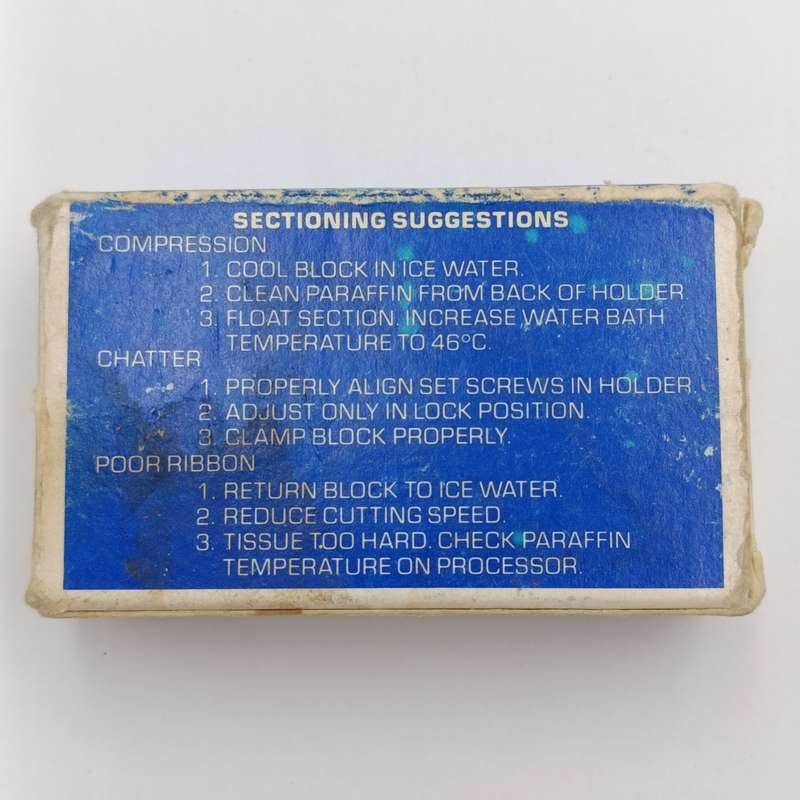 SECTIONING SUGGESTIONS
COMPRESSION
1. COOL BLOCK IN ICE WATER.
2. CLEAN PARAFFIN FROM BACK OF HOLDER.
3. FLOAT SECTION. INCREASE WATER BATH
TEMPERATURE TO 46°C.
CHATTER
1. PROPERLY ALIGN SET SCREWS IN HOLDER.
2. ADJUST ONLY IN LOCK POSITION.
3. CLAMP BLOCK PROPERLY.
POOR RIBBON
1. RETURN BLOCK TO ICE WATER.
2. REDUCE CUTTING SPEED.
3. TISSUE TOO HARD. CHECK PARAFFIN
TEMPERATURE ON PROCESSOR.